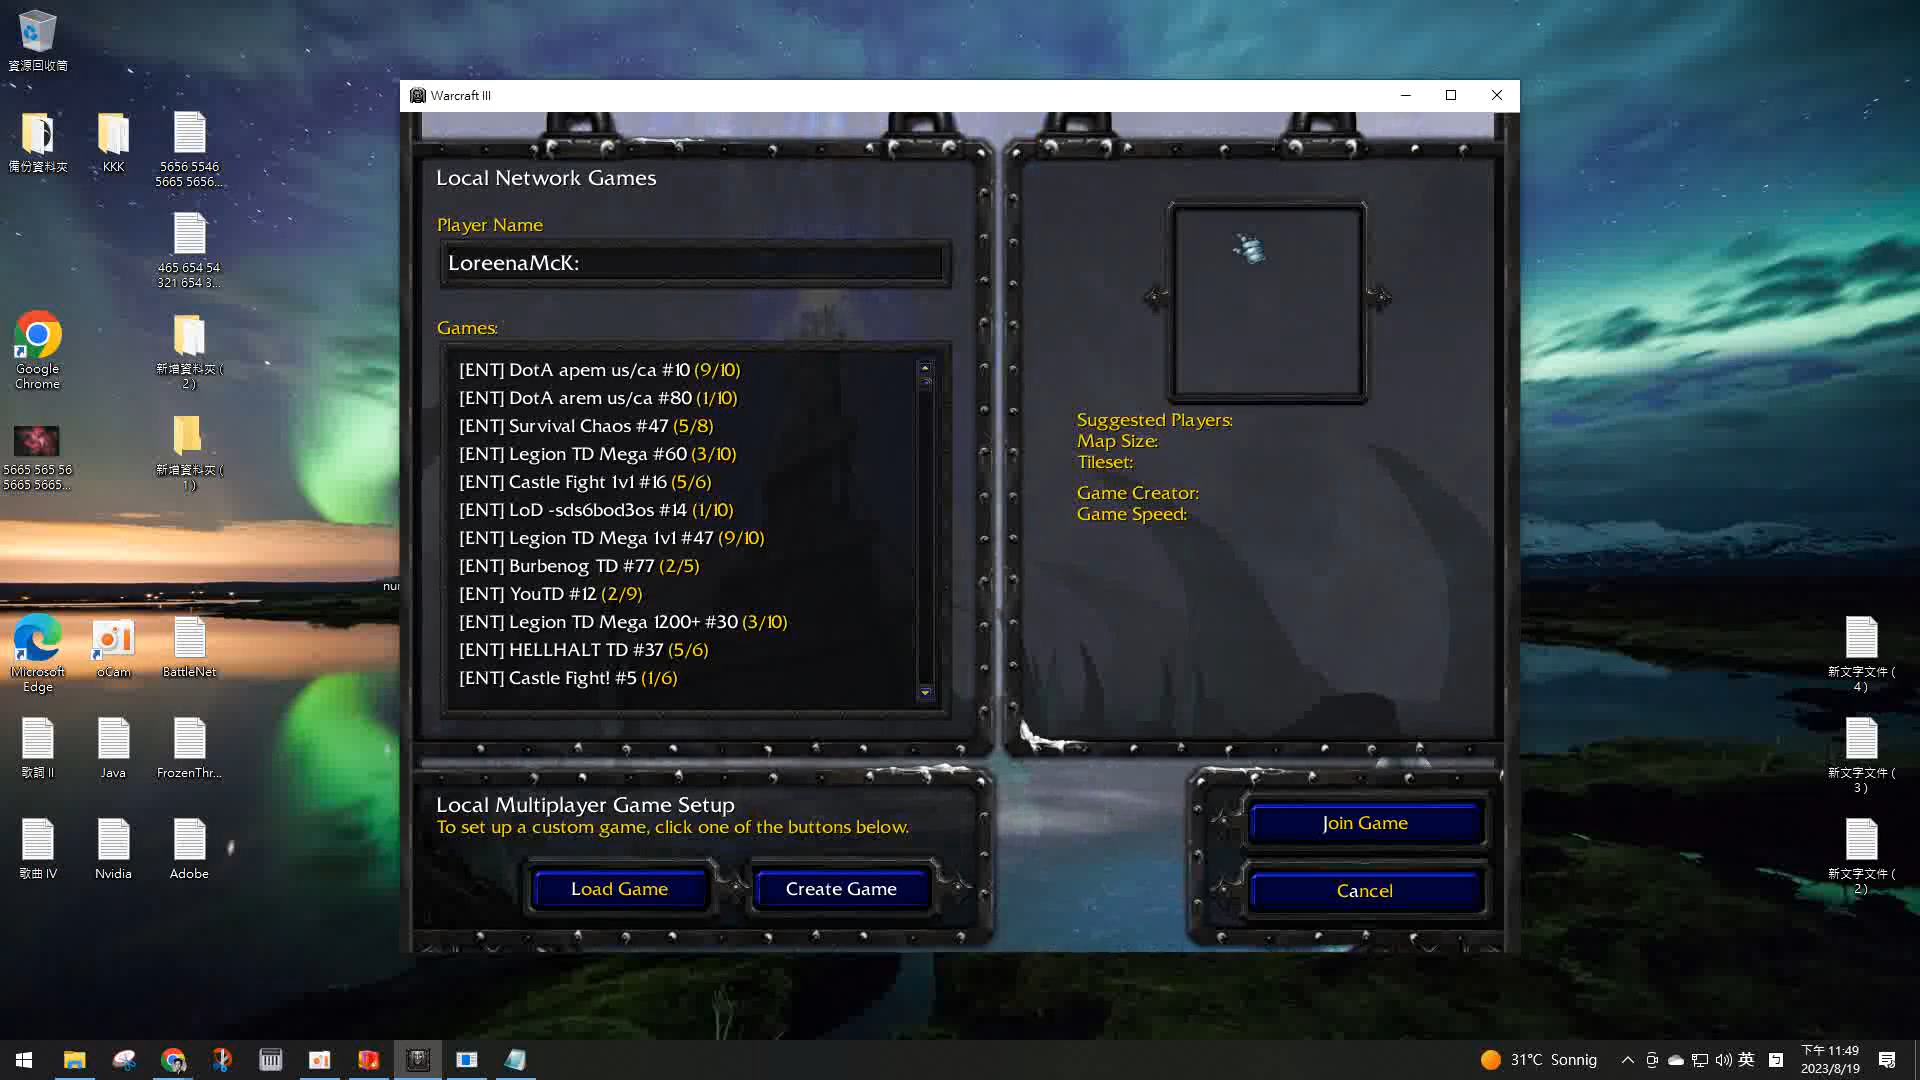 資源回收筒
備份資料夾
KKK
5656 5546
5665 5656...
465 654 54
321 654 3...
Google
Chrome
新增資料夾 (
2 )
5665 565 56
5665 5665...
新增資料夾 (
1 )
Microsoft
Edge
oCam
BattleNet
歌詞 II
Java
FrozenThr...
歌曲 IV
Nvidia
Adobe
Warcraft III
Local Network Games
Player Name
LoreenaMcK:
Games:
[ENT] DotA apem us/ca #10 (9/10)
[ENT] DotA arem us/ca #80 (1/10)
[ENT] Survival Chaos #47 (5/8)
[ENT] Legion TD Mega #60 (3/10)
[ENT] Castle Fight 1v1 #16 (5/6)
[ENT] LoD -sds6bod3os #14 (1/10)
[ENT] Legion TD Mega 1v1 #47 (9/10)
[ENT] Burbenog TD #77 (2/5)
[ENT] YouTD #12 (2/9)
[ENT] Legion TD Mega 1200+ #30 (3/10)
[ENT] HELLHALT TD #37 (5/6)
[ENT] Castle Fight! #5 (1/6)
Suggested Players:
Map Size:
Tileset:
Game Creator:
Game Speed:
Local Multiplayer Game Setup
To set up a custom game, click one of the buttons below.
Load Game
Create Game
Join Game
Cancel
新文字文件 (
4 )
新文字文件 (
3 )
新文字文件 (
2 )
31°C Sonnig
英
下午 11:49
2023/8/19